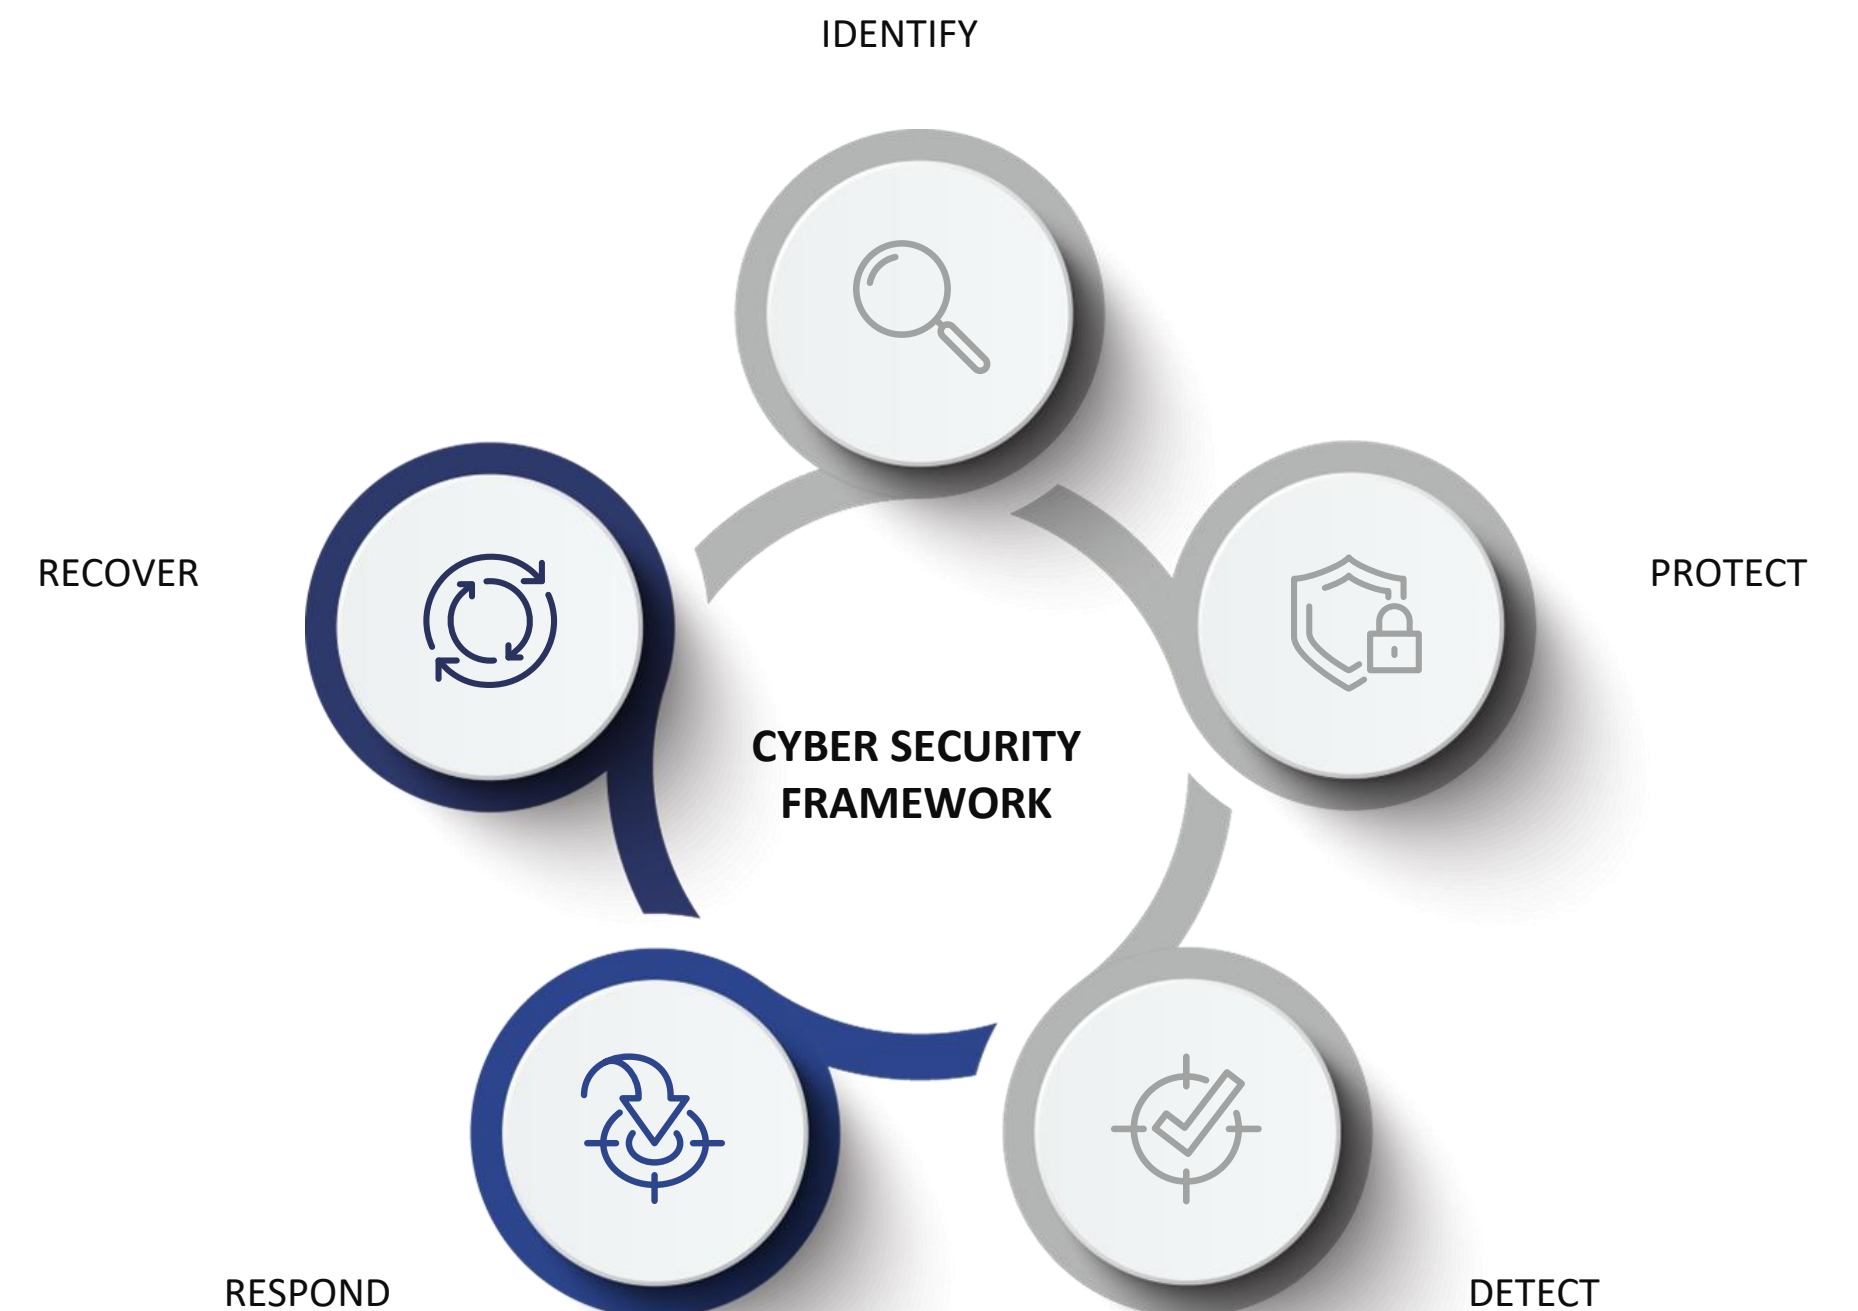 IDENTIFY
RECOVER
PROTECT
CYBER SECURITY
FRAMEWORK
RESPOND
DETECT